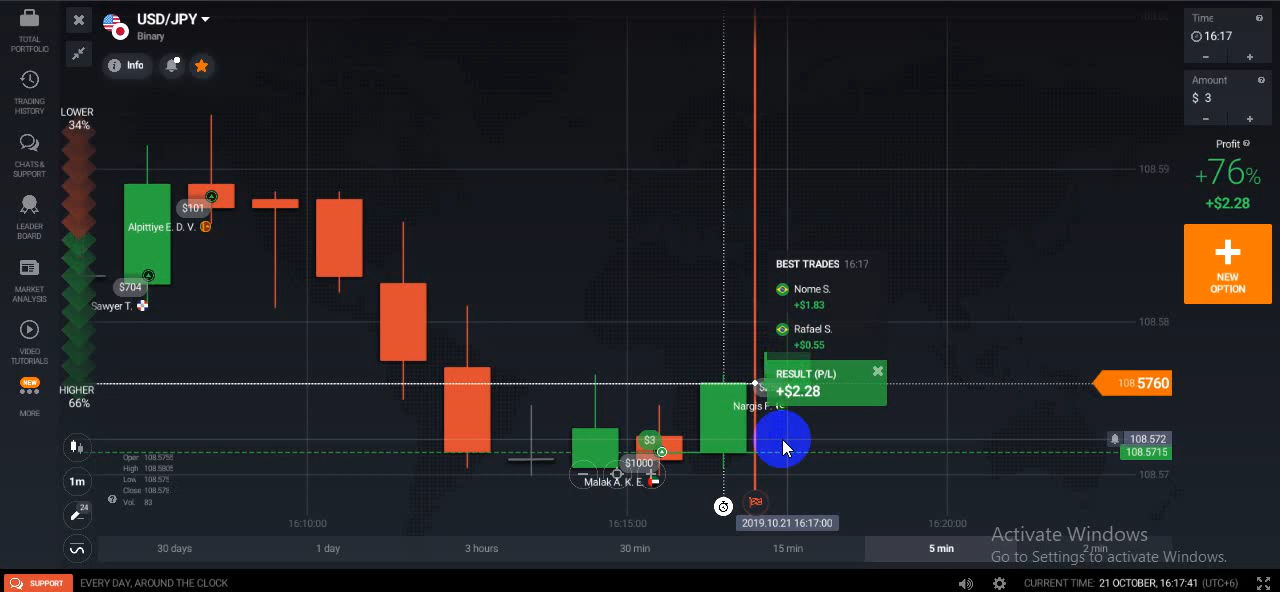 TOTAL
PORTFOLIO
TRADING
HISTORY
CHATS &
SUPPORT
LEADER
BOARD
MARKET
ANALYSIS
VIDEO
TUTORIALS
NEW
MORE
USD/JPY
Binary
Info
LOWER
34%
HIGHER
66%
$101
Alpittiye E. D. V.
$704
Sawyer T.
$3
$1000
Malak A. K. E.
BEST TRADES 16:17
Nome S.
+$1.83
Rafael S.
+$0.55
RESULT (P/L)
+$2.28
108.59
108.58
108 5760
108.572
108.5715
108.57
1m
24
High 108.5805
Vol. 83
16:10:00
16:15:00
2019.10.21 16:17:00
16:20:00
30 days
1 day
3 hours
30 min
15 min
5 min
2 min
Time
16:17
Amount
$ 3
Profit
+76%
+$2.28
NEW
OPTION
Activate Windows
Go to Settings to activate Windows.
SUPPORT
EVERY DAY, AROUND THE CLOCK
CURRENT TIME: 21 OCTOBER, 16:17:41 (UTC+6)